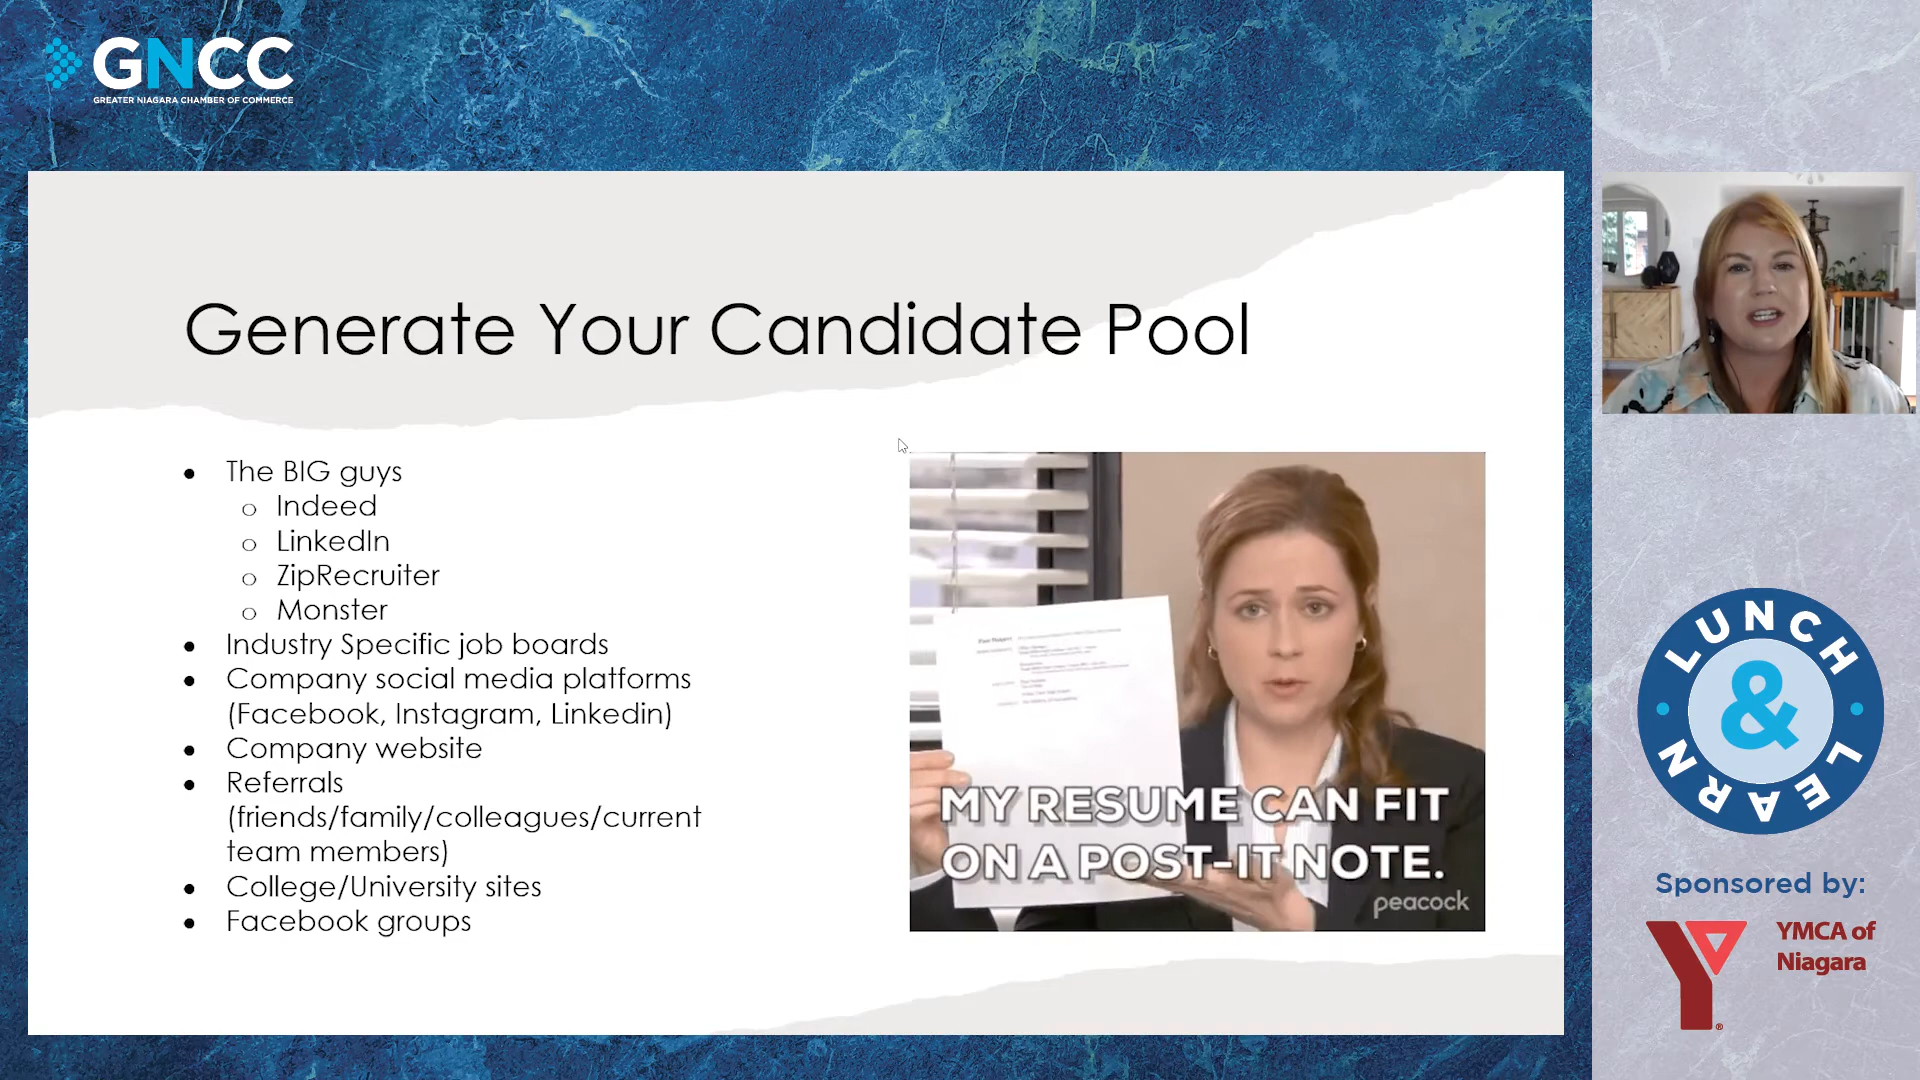 GNCC
GREATER NIAGARA CHAMBER OF COMMERCE
Generate Your Candidate Pool
The BIG guys
Indeed
LinkedIn
ZipRecruiter
Monster
Industry Specific job boards
Company social media platforms
(Facebook, Instagram, Linkedin)
Company website
Referrals
(friends/family/colleagues/current
team members)
College/University sites
Facebook groups
MY RESUME CAN FIT
ON A POST-IT NOTE.
peacock
LUNCH
&
LEARN
Sponsored by:
YMCA of
Niagara